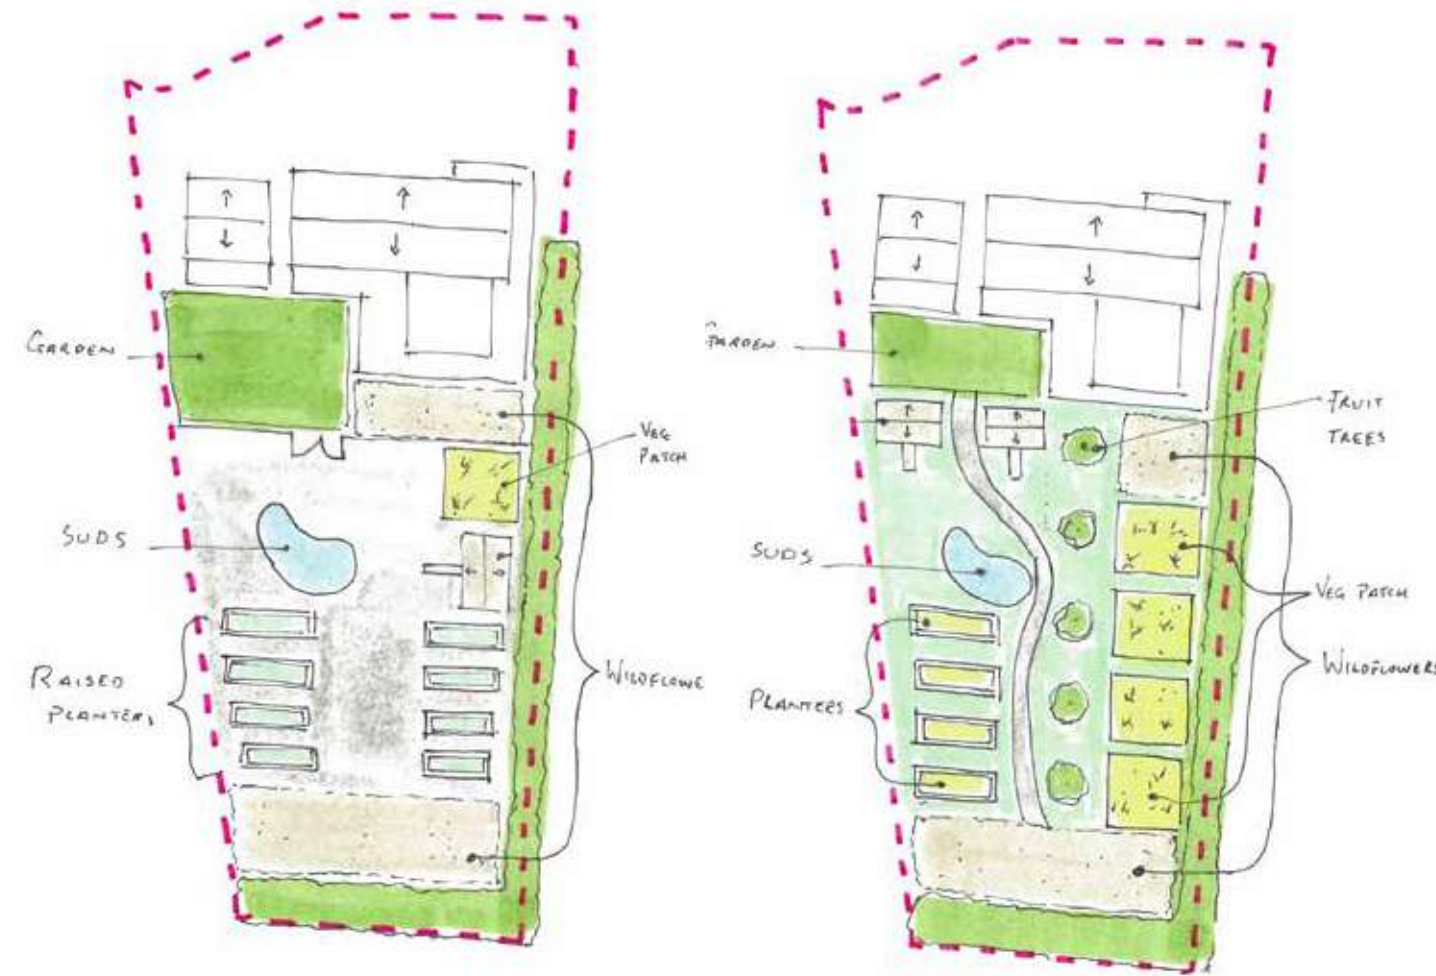 GARDEN
VEG
PATCH
SUDS
RAISED
PLANTERS
WILDFLOWE
GARDEN
FRUIT
TREES
SUDS
VEG PATCH
PLANTERS
WILDFLOWERS